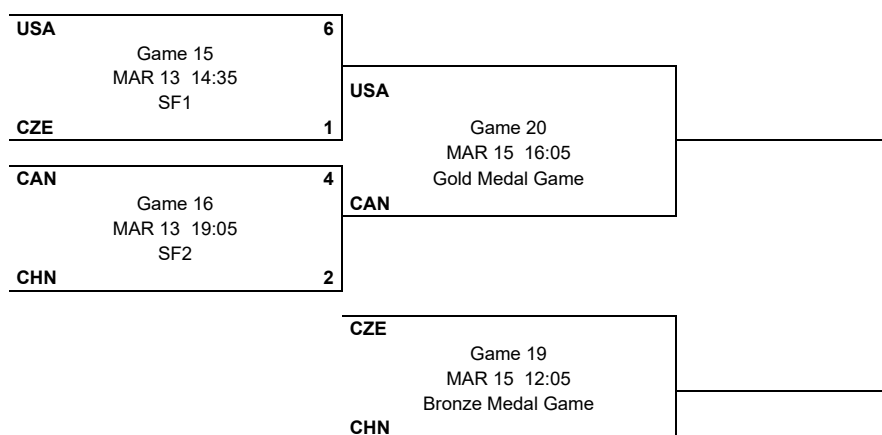 USA 6
Game 15
MAR 13 14:35
SF1
CZE 1
USA
Game 20
MAR 15 16:05
Gold Medal Game
CAN
CAN 4
Game 16
MAR 13 19:05
SF2
CHN 2
CZE
Game 19
MAR 15 12:05
Bronze Medal Game
CHN